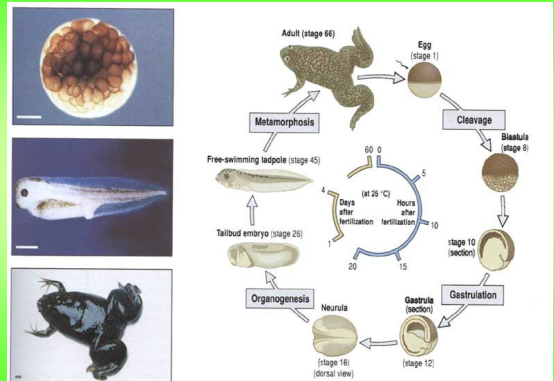 Adult (stage 66)
Egg
(stage 1)
Metamorphosis
Cleavage
Blastula
(stage 8)
Free-swimming tadpole (stage 45)
60
0
5
(at 25 °C)
4
Days
after
fertilization
Hours
after
fertilization
10
1
15
20
Tailbud embryo (stage 26)
stage 10
(section)
Organogenesis
Gastrulation
Neurula
Gastrula
(section)
(stage 16)
(dorsal view)
(stage 12)